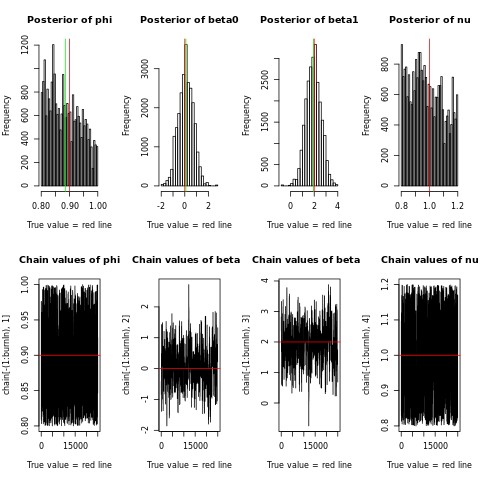 Posterior of phi
Posterior of beta0
Posterior of beta1
Posterior of nu
Frequency
0 200 400 600 800 1200
0.80 0.90 1.00
True value = red line
Frequency
0 1000 2000 3000
-2 0 2
True value = red line
Frequency
0 500 1500 2500
0 2 4
True value = red line
Frequency
0 200 400 600 800
0.8 1.0 1.2
True value = red line
Chain values of phi
Chain values of beta
Chain values of beta
Chain values of nu
chain[-(1:burnIn), 1]
0.80 0.85 0.90 0.95 1.00
0 15000
True value = red line
chain[-(1:burnIn), 2]
-2 -1 0 1 2
0 15000
True value = red line
chain[-(1:burnIn), 3]
0 1 2 3 4
0 15000
True value = red line
chain[-(1:burnIn), 4]
0.8 0.9 1.0 1.1 1.2
0 15000
True value = red line